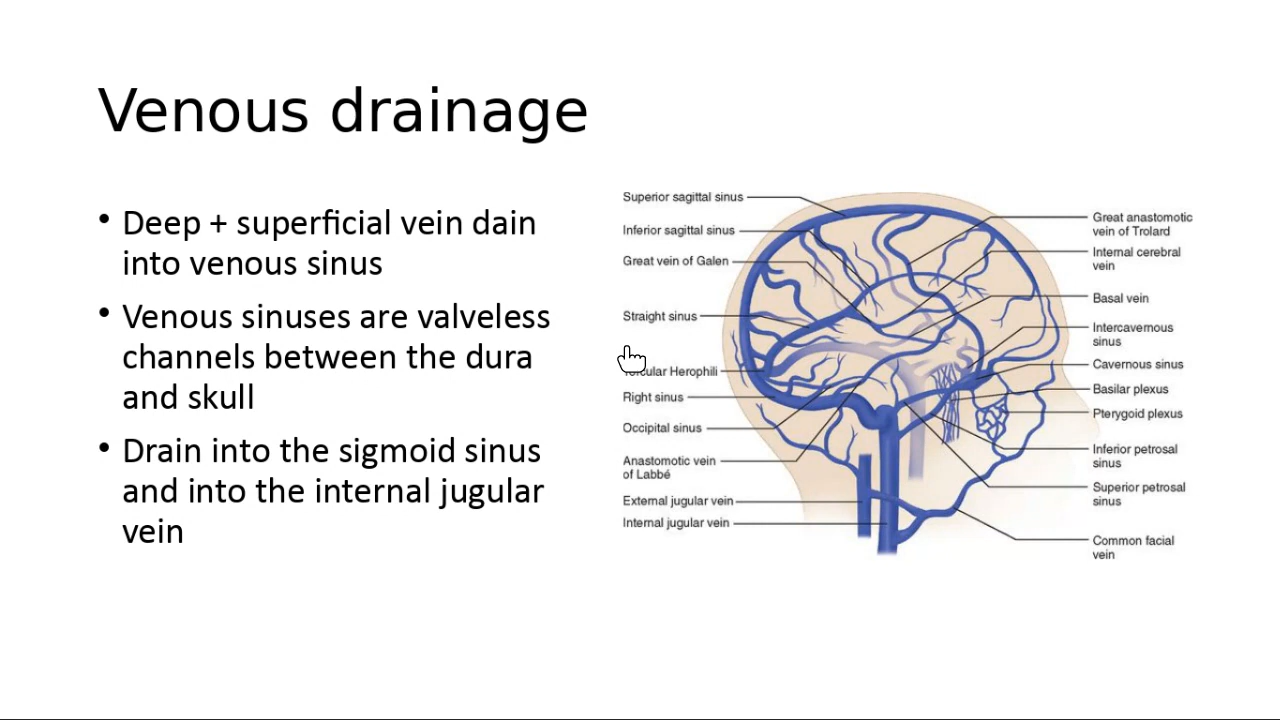 Venous drainage
• Deep + superficial vein dain
into venous sinus
• Venous sinuses are valveless
channels between the dura
and skull
• Drain into the sigmoid sinus
and into the internal jugular
vein
Superior sagittal sinus
Inferior sagittal sinus
Great vein of Galen
Straight sinus
Herophili
Right sinus
Occipital sinus
Anastomotic vein
of Labbé
External jugular vein
Internal jugular vein
Great anastomotic
vein of Trolard
Internal cerebral
vein
Basal vein
Intercavernous
sinus
Cavernous sinus
Basilar plexus
Pterygoid plexus
Inferior petrosal
sinus
Superior petrosal
sinus
Common facial
vein